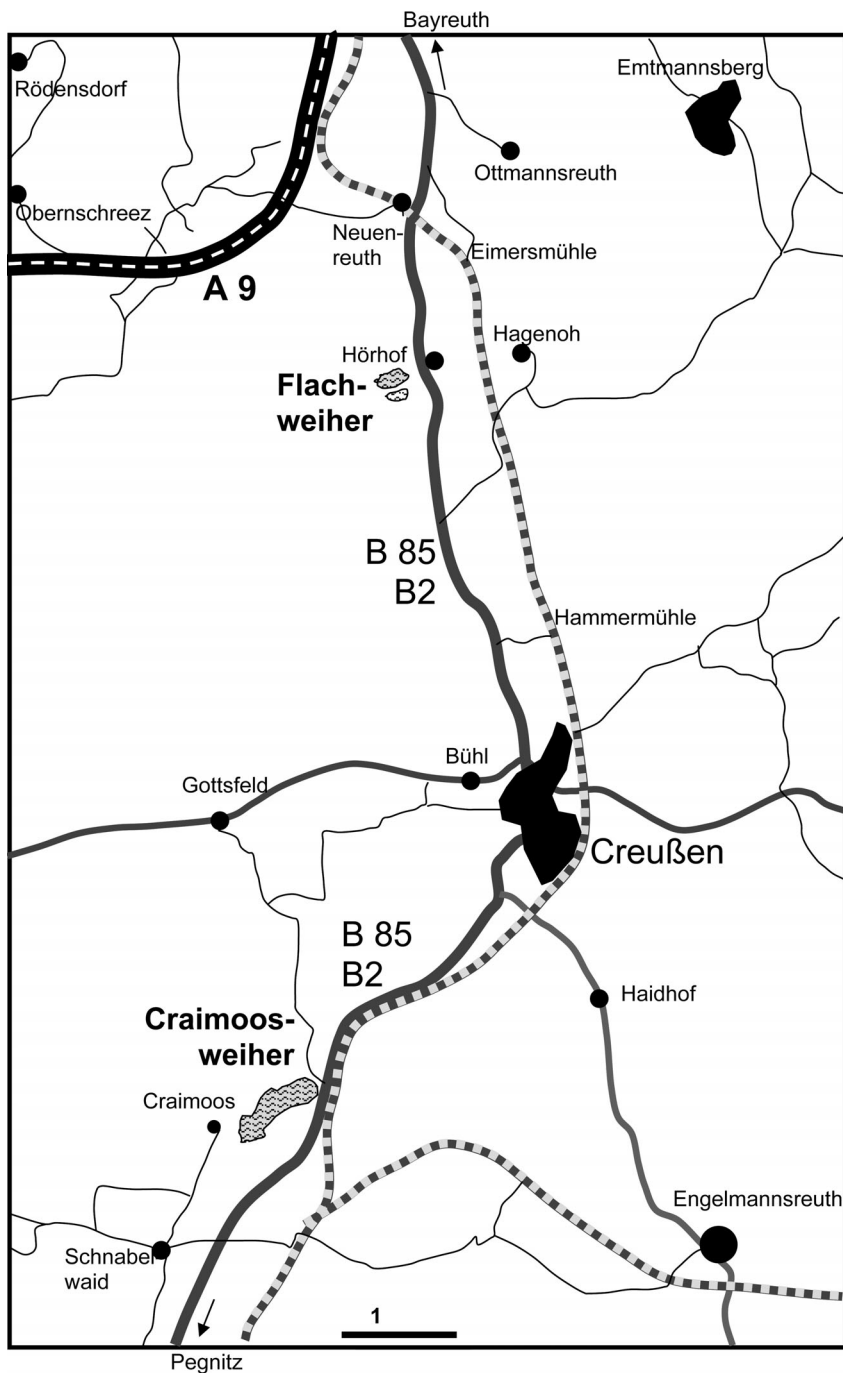 Bayreuth
Rödensdorf
Emtmannsberg
Ottmannsreuth
Obernschreez
Neuen-
reuth
Eimersmühle
A 9
Hörhof
Hagenoh
Flach-
weiher
B 85
B2
Hammermühle
Bühl
Gottsfeld
Creußen
B 85
B2
Haidhof
Craimoos-
weiher
Craimoos
Engelmannsreuth
Schnabel
waid
1
Pegnitz